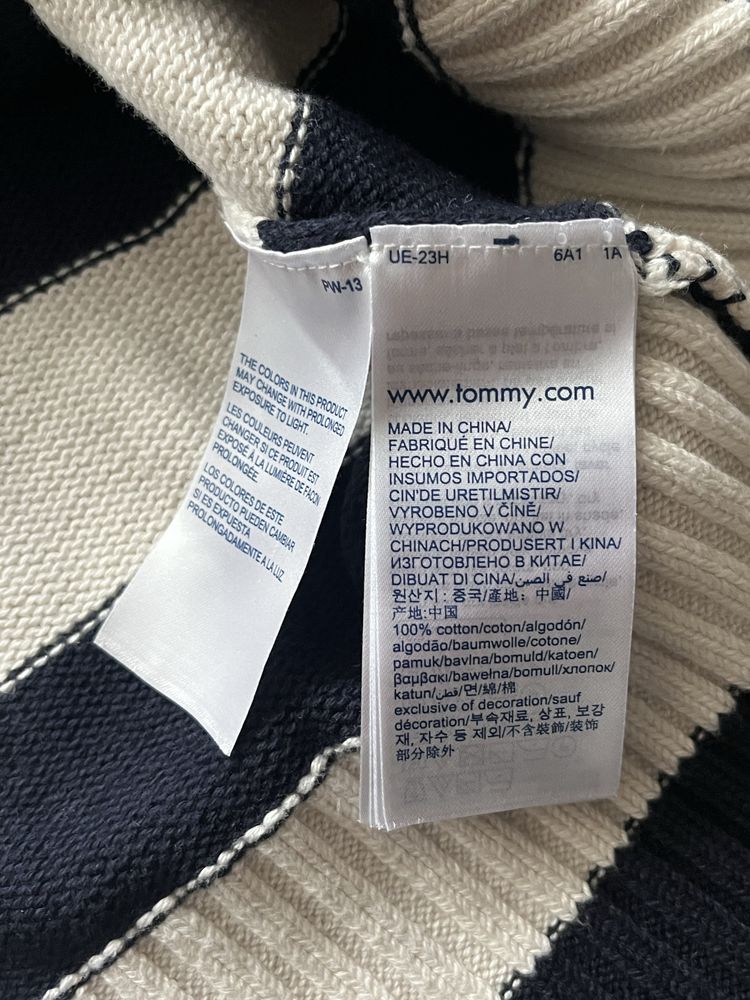 PW-13
THE COLORS IN THIS PRODUCT
MAY CHANGE WITH PROLONGED
EXPOSURE TO LIGHT.
LES COULEURS PEUVENT
CHANGER SI CE PRODUIT EST
EXPOSÉ À LA LUMIÈRE DE FAÇON
PROLONGÉE.
LOS COLORES DE ESTE
PRODUCTO PUEDEN CAMBIAR
SI ES EXPUESTA
PROLONGADAMENTE A LA LUZ
UE-23H 6A1 1A
www.tommy.com
MADE IN CHINA/
FABRIQUÉ EN CHINE/
HECHO EN CHINA CON
INSUMOS IMPORTADOS/
CIN'DE URETILMISTIR/
VYROBENO V ČÍNĚ/
WYPRODUKOWANO W
CHINACH/PRODUSERT I KINA/
ИЗГОТОВЛЕНО В КИТАЕ/
DIBUAT DI CINA/صنع في الصين/
원산지 : 중국/產地：中國/
产地:中国
100% cotton/coton/algodón/
algodão/baumwolle/cotone/
pamuk/bavlna/bomuld/katoen/
βαμβακι/bawełna/bomull/хлопок/
katun/قطن/면/綿/棉
exclusive of decoration/sauf
décoration/부속재료, 상표, 보강
재, 자수 등 제외/不含裝飾/装饰
部分除外